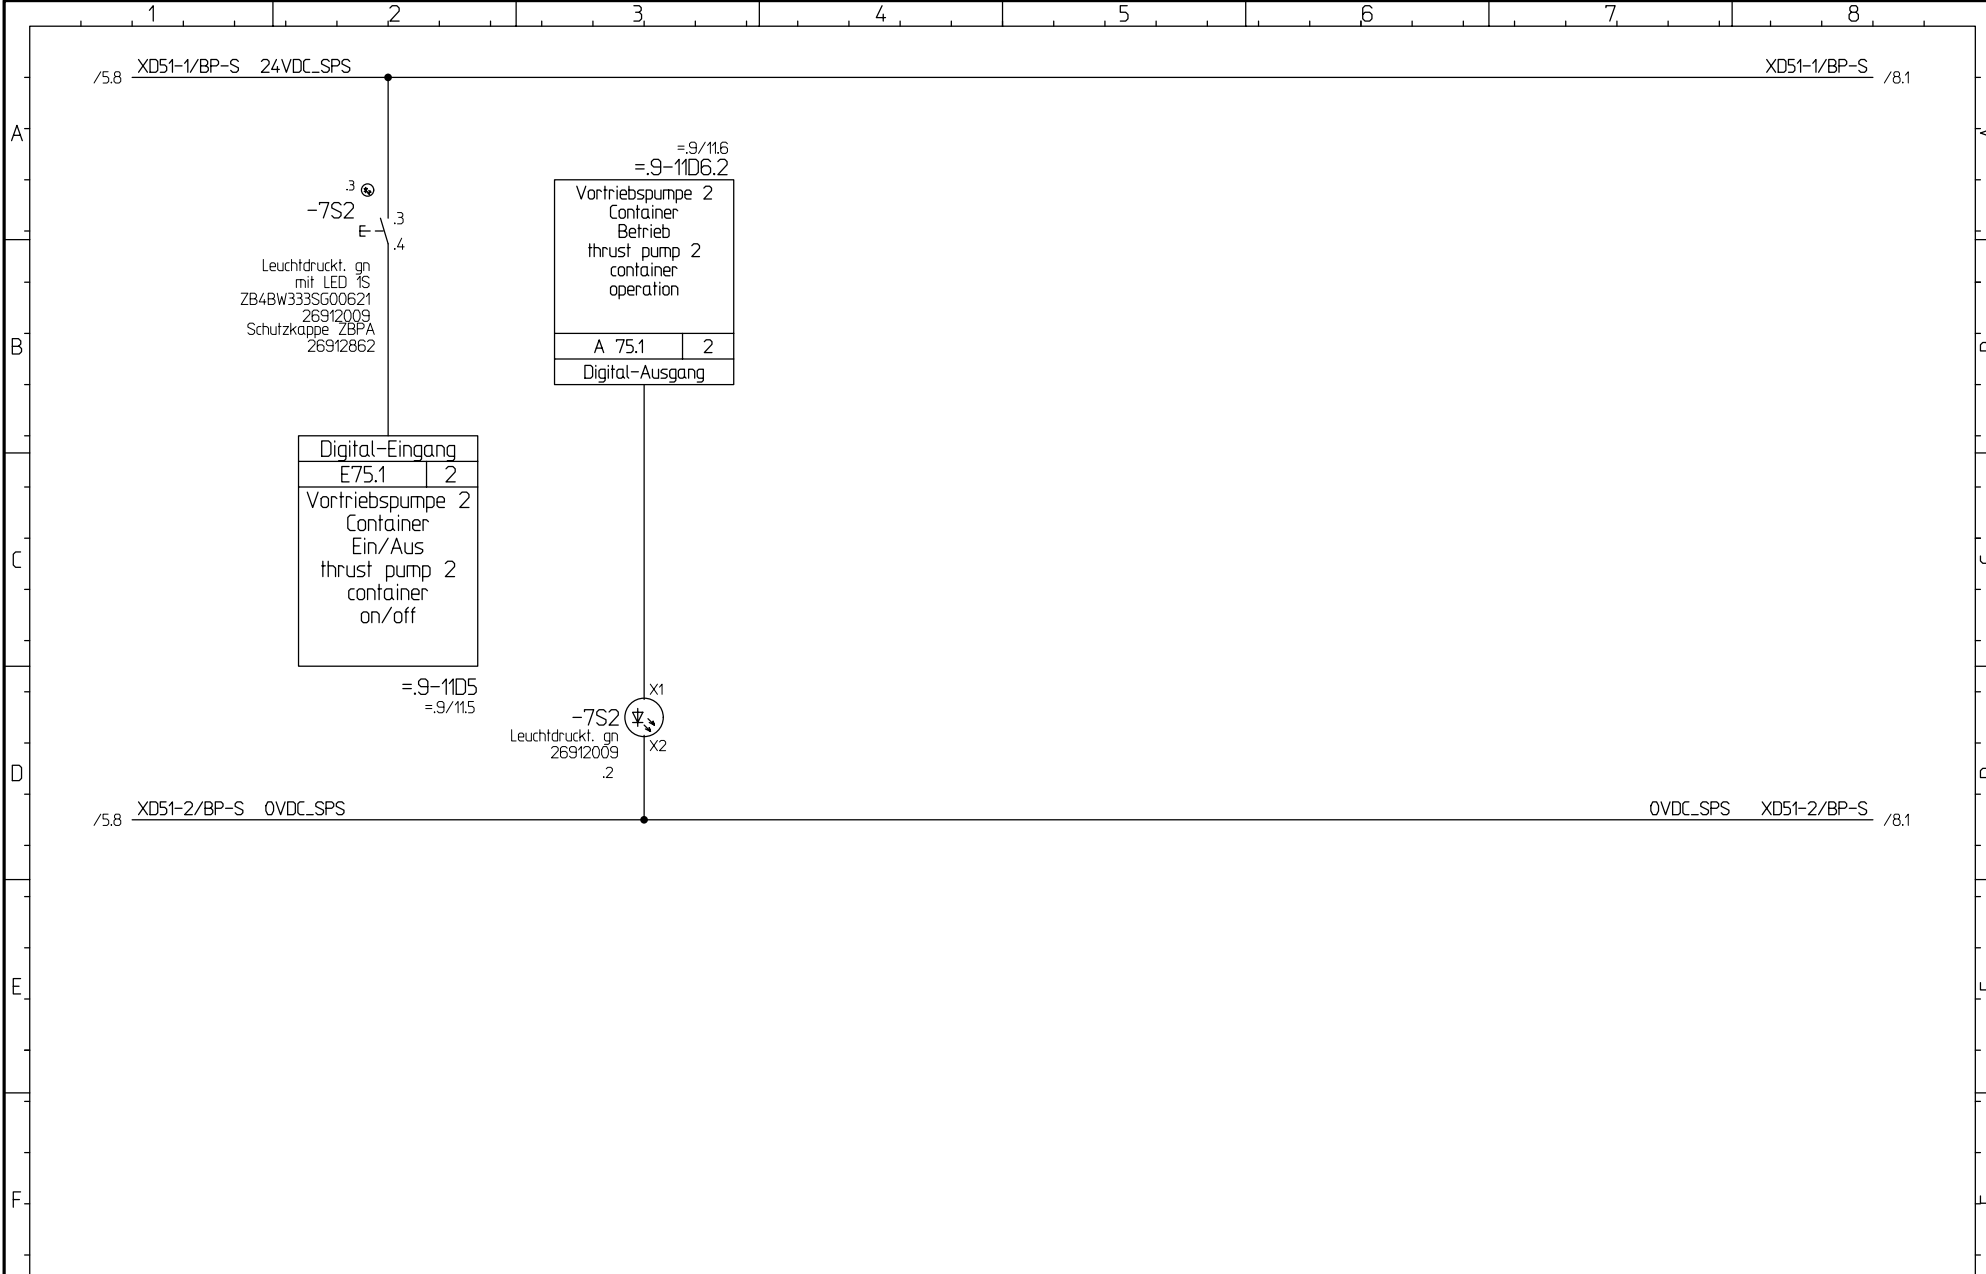 1 2 3 4 5 6 7 8
/5.8 XD51-1/BP-S 24VDC_SPS XD51-1/BP-S /8.1
A
=.9/11.6
=.9-11D6.2
Vortriebspumpe 2
Container
Betrieb
thrust pump 2
container
operation
A 75.1 2
Digital-Ausgang
.3
-7S2
.3
E
.4
Leuchtdruckt. gn
mit LED 1S
ZB4BW333SG00621
26912009
Schutzkappe ZBPA
26912862
B
Digital-Eingang
E75.1 2
Vortriebspumpe 2
Container
Ein/Aus
thrust pump 2
container
on/off
C
=.9-11D5
=.9/11.5
X1
-7S2
Leuchtdruckt. gn
26912009
X2
.2
D
/5.8 XD51-2/BP-S 0VDC_SPS 0VDC_SPS XD51-2/BP-S /8.1
E
F